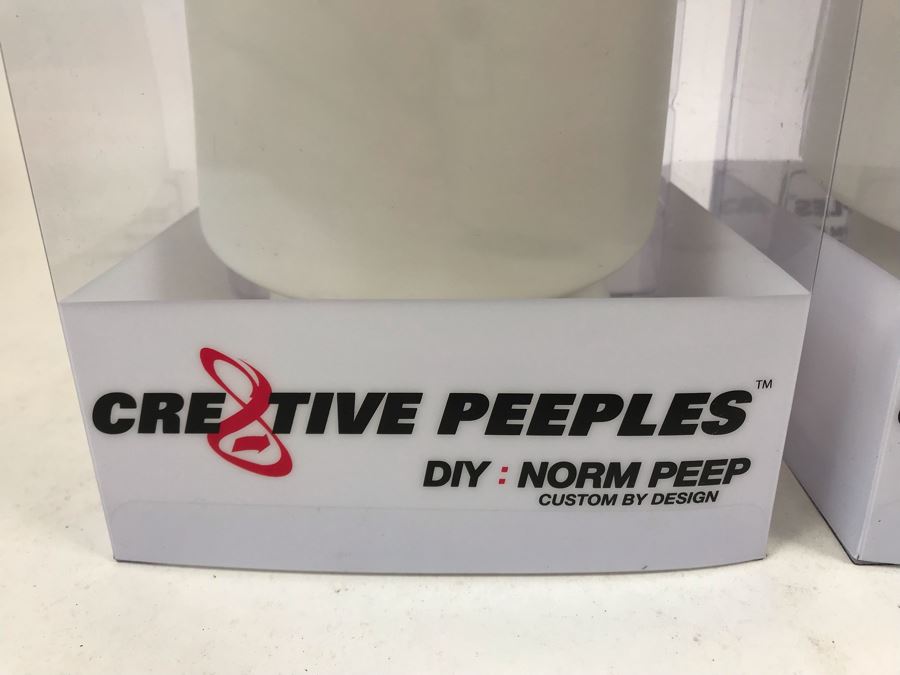 CRE8TIVE PEEPLES™
DIY : NORM PEEP
CUSTOM BY DESIGN